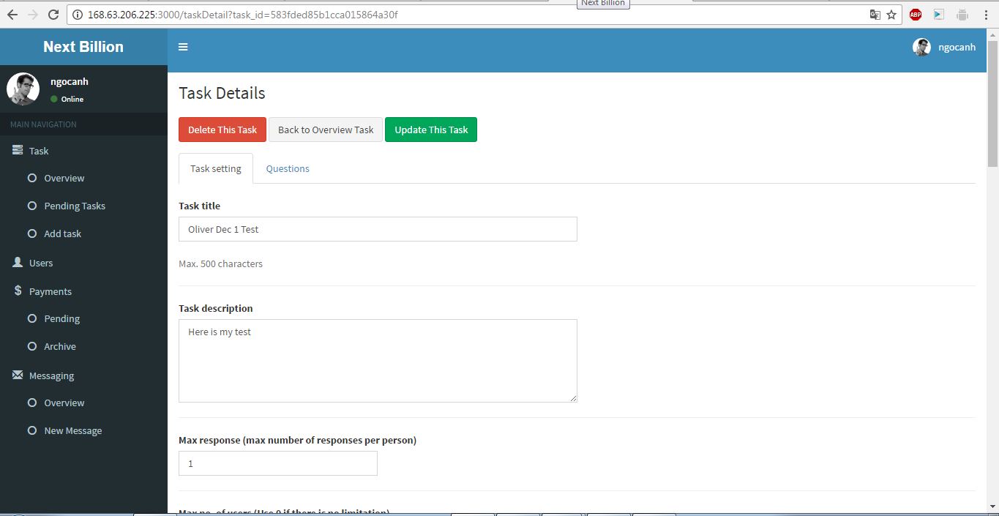 Next Billion
168.63.206.225:3000/taskDetail?task_id=583fded85b1cca015864a30f
ABP
Next Billion
ngocanh
ngocanh
Online
MAIN NAVIGATION
Task
Overview
Pending Tasks
Add task
Users
Payments
Pending
Archive
Messaging
Overview
New Message
Task Details
Delete This Task
Back to Overview Task
Update This Task
Task setting
Questions
Task title
Oliver Dec 1 Test
Max. 500 characters
Task description
Here is my test
Max response (max number of responses per person)
1
Max no. of users (Use 0 if there is no limitation)